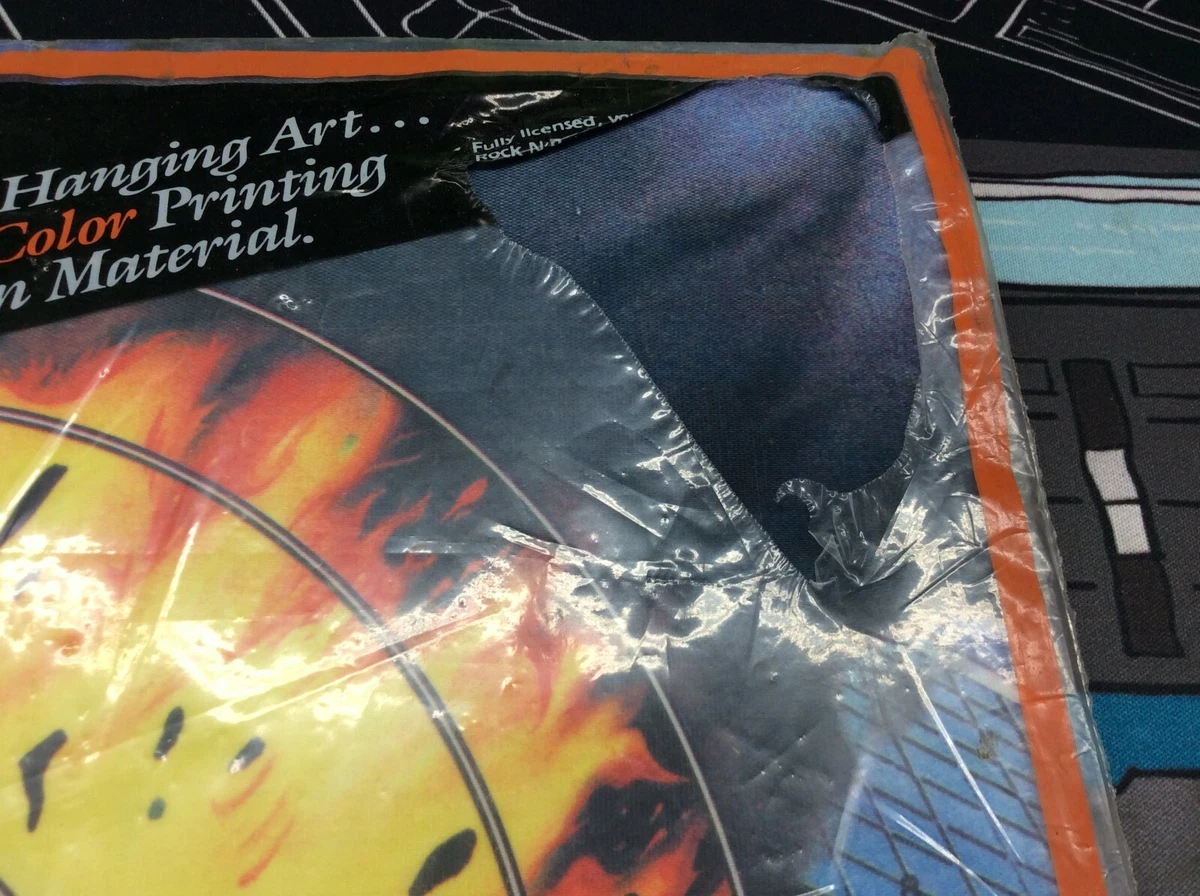 Hanging Art...
Color Printing
n Material.
Fully licensed,
Rock-N-